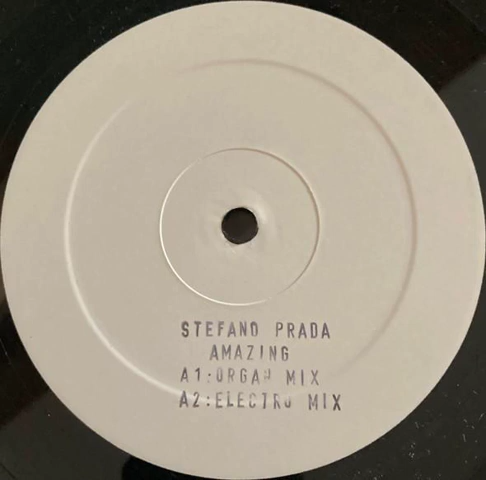 STEFANO PRADA
AMAZING
A1:ORGAN MIX
A2:ELECTRO MIX